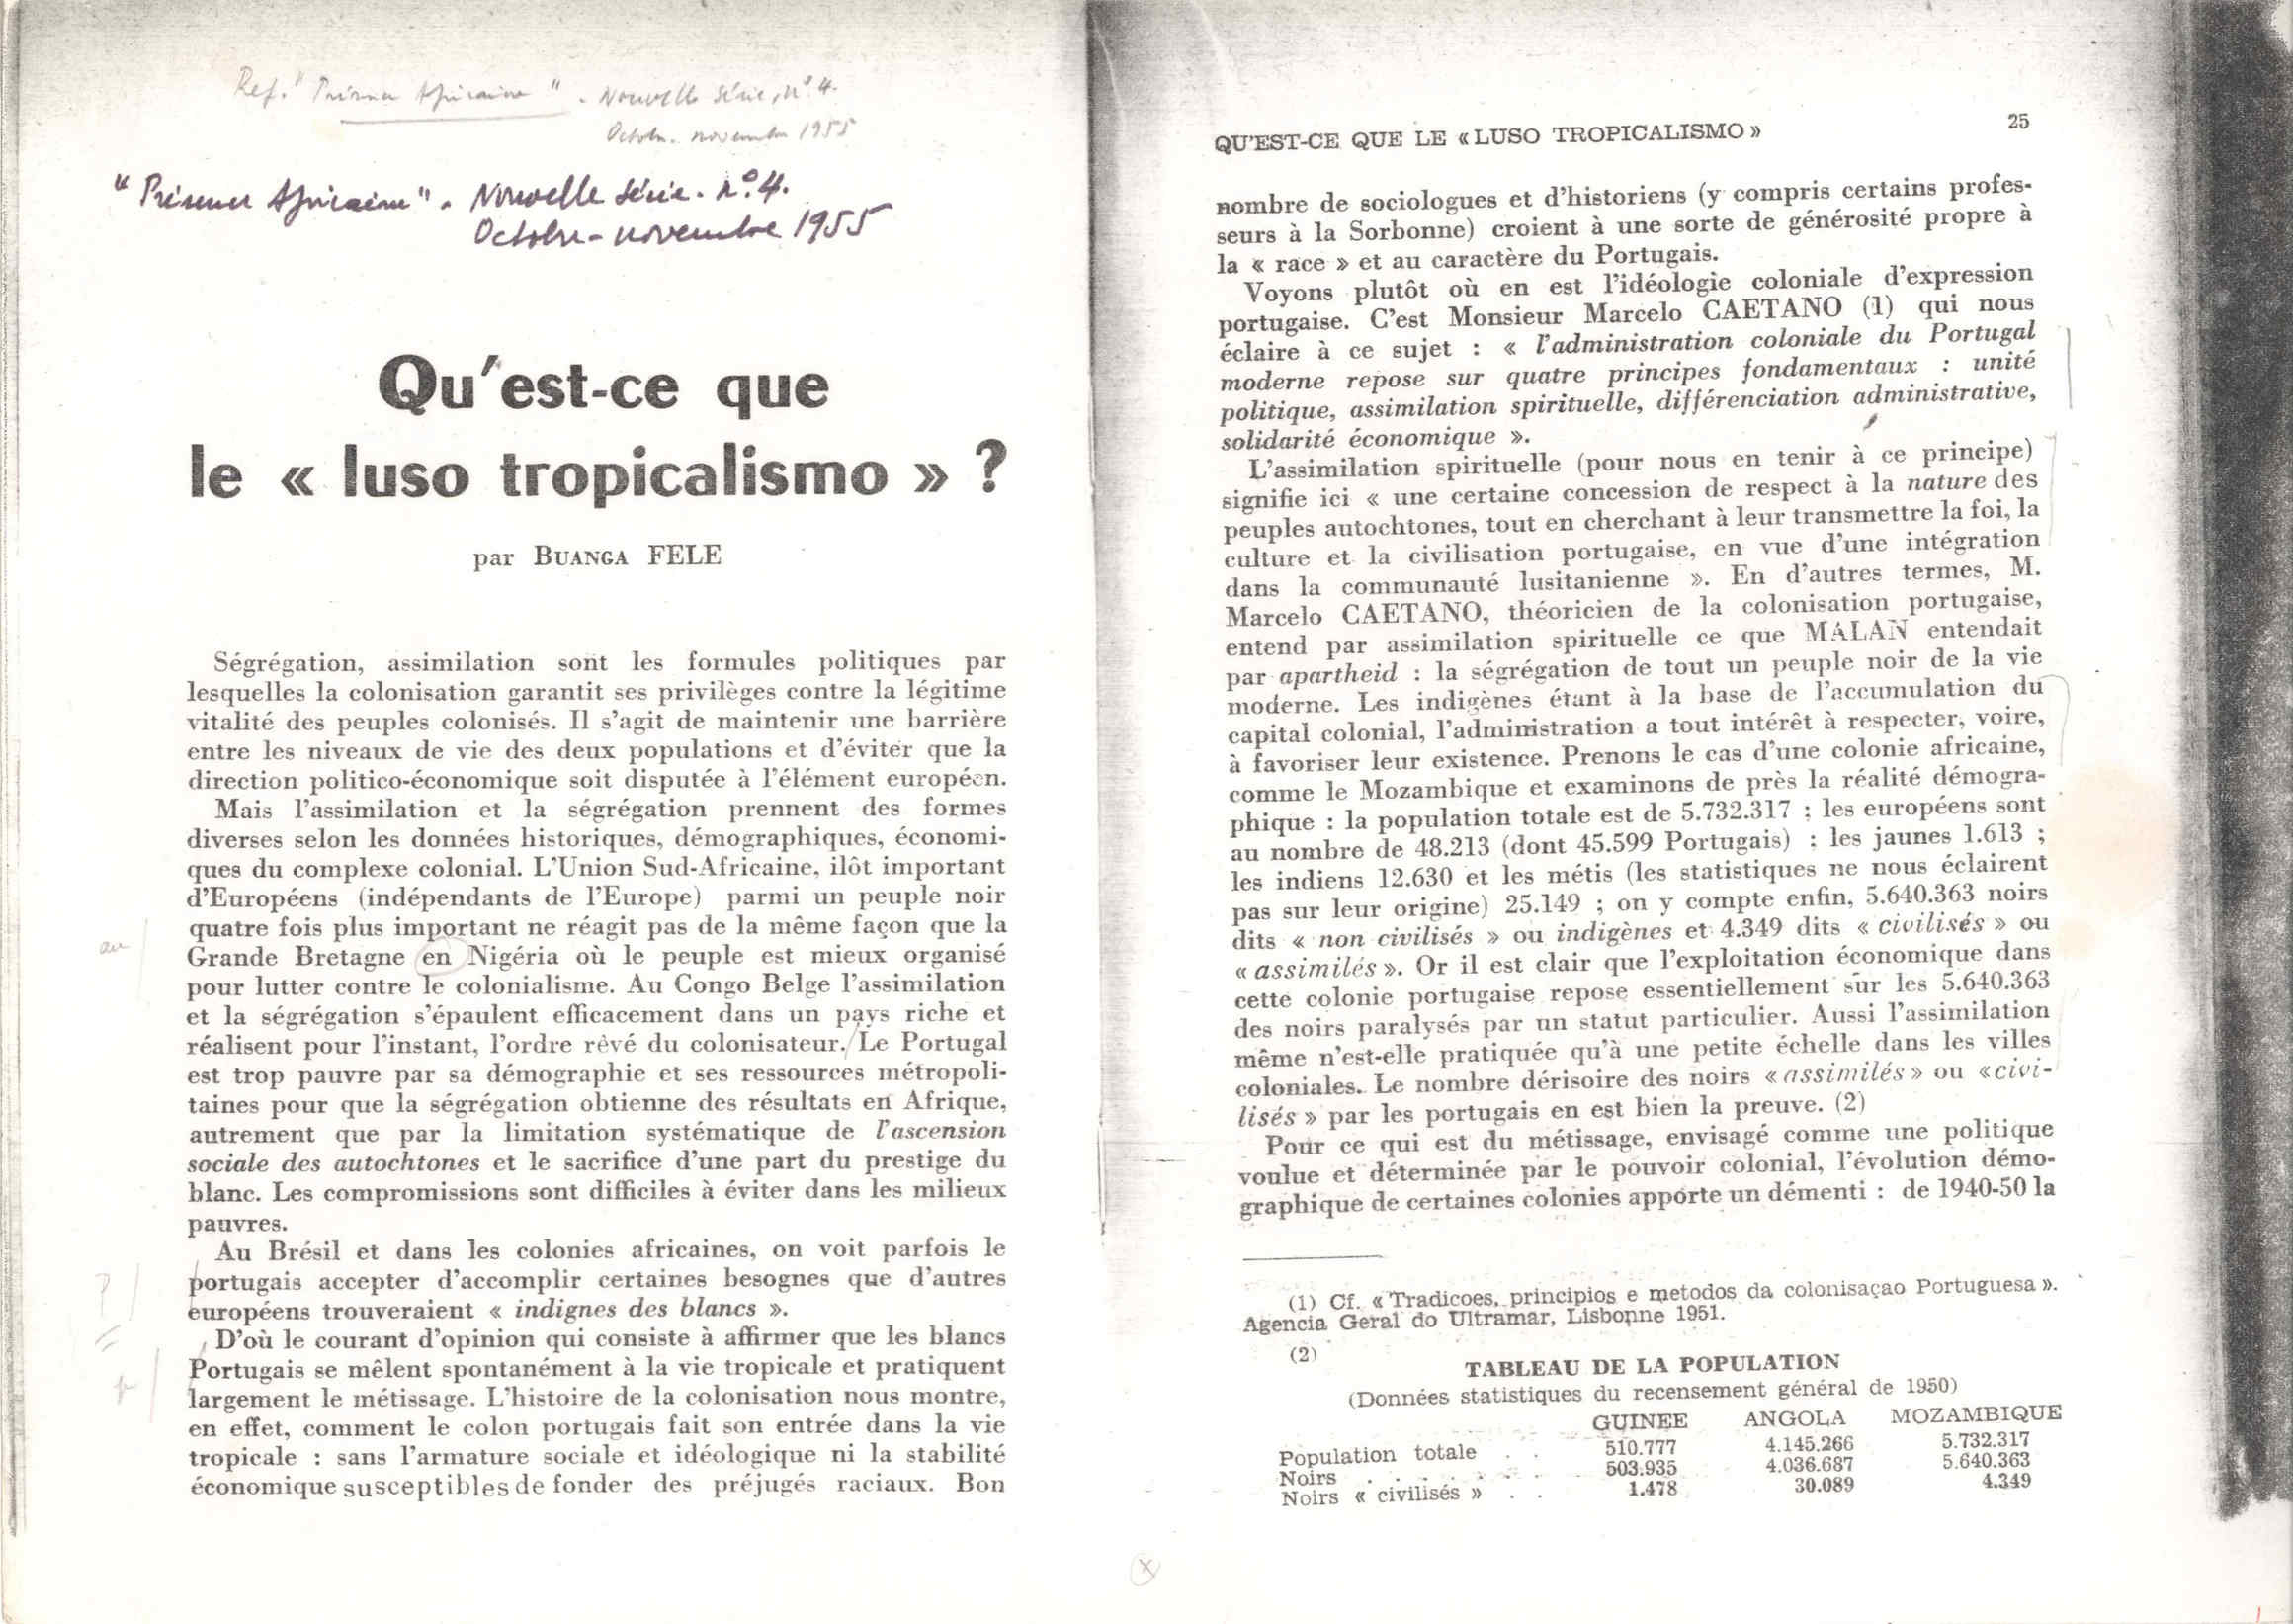 Ref. "Présence Africaine" - Nouvelle Série, nº 4.
Octobre - novembre 1955
"Présence Africaine" - Nouvelle série - nº 4.
Octobre - novembre 1955
Qu'est-ce que
le « luso tropicalismo » ?
par BUANGA FELE
Ségrégation, assimilation sont les formules politiques par
lesquelles la colonisation garantit ses privilèges contre la légitime
vitalité des peuples colonisés. Il s'agit de maintenir une barrière
entre les niveaux de vie des deux populations et d'éviter que la
direction politico-économique soit disputée à l'élément européen.
Mais l'assimilation et la ségrégation prennent des formes
diverses selon les données historiques, démographiques, économi-
ques du complexe colonial. L'Union Sud-Africaine, ilôt important
d'Européens (indépendants de l'Europe) parmi un peuple noir
quatre fois plus important ne réagit pas de la même façon que la
au
Grande Bretagne en Nigéria où le peuple est mieux organisé
pour lutter contre le colonialisme. Au Congo Belge l'assimilation
et la ségrégation s'épaulent efficacement dans un pays riche et
réalisent pour l'instant, l'ordre rêvé du colonisateur. Le Portugal
est trop pauvre par sa démographie et ses ressources métropoli-
taines pour que la ségrégation obtienne des résultats en Afrique,
autrement que par la limitation systématique de l'ascension
sociale des autochtones et le sacrifice d'une part du prestige du
blanc. Les compromissions sont difficiles à éviter dans les milieux
pauvres.
Au Brésil et dans les colonies africaines, on voit parfois le
portugais accepter d'accomplir certaines besognes que d'autres
européens trouveraient « indignes des blancs ».
D'où le courant d'opinion qui consiste à affirmer que les blancs
Portugais se mêlent spontanément à la vie tropicale et pratiquent
largement le métissage. L'histoire de la colonisation nous montre,
en effet, comment le colon portugais fait son entrée dans la vie
tropicale : sans l'armature sociale et idéologique ni la stabilité
économique susceptibles de fonder des préjugés raciaux. Bon
QU'EST-CE QUE LE « LUSO TROPICALISMO » 25
nombre de sociologues et d'historiens (y compris certains profes-
seurs à la Sorbonne) croient à une sorte de générosité propre à
la « race » et au caractère du Portugais.
Voyons plutôt où en est l'idéologie coloniale d'expression
portugaise. C'est Monsieur Marcelo CAETANO (1) qui nous
éclaire à ce sujet : « l'administration coloniale du Portugal
moderne repose sur quatre principes fondamentaux : unité
politique, assimilation spirituelle, différenciation administrative,
solidarité économique ».
L'assimilation spirituelle (pour nous en tenir à ce principe)
signifie ici « une certaine concession de respect à la nature des
peuples autochtones, tout en cherchant à leur transmettre la foi, la
culture et la civilisation portugaise, en vue d'une intégration
dans la communauté lusitanienne ». En d'autres termes, M.
Marcelo CAETANO, théoricien de la colonisation portugaise,
entend par assimilation spirituelle ce que MALAN entendait
par apartheid : la ségrégation de tout un peuple noir de la vie
moderne. Les indigènes étant à la base de l'accumulation du
capital colonial, l'administration a tout intérêt à respecter, voire,
à favoriser leur existence. Prenons le cas d'une colonie africaine,
comme le Mozambique et examinons de près la réalité démogra-
phique : la population totale est de 5.732.317 ; les européens sont
au nombre de 48.213 (dont 45.599 Portugais) ; les jaunes 1.613 ;
les indiens 12.630 et les métis (les statistiques ne nous éclairent
pas sur leur origine) 25.149 ; on y compte enfin, 5.640.363 noirs
dits « non civilisés » ou indigènes et 4.349 dits « civilisés » ou
« assimilés ». Or il est clair que l'exploitation économique dans
cette colonie portugaise repose essentiellement sur les 5.640.363
des noirs paralysés par un statut particulier. Aussi l'assimilation
même n'est-elle pratiquée qu'à une petite échelle dans les villes
coloniales. Le nombre dérisoire des noirs « assimilés » ou « civi-
lisés » par les portugais en est bien la preuve. (2)
Pour ce qui est du métissage, envisagé comme une politique
voulue et déterminée par le pouvoir colonial, l'évolution démo-
graphique de certaines colonies apporte un démenti : de 1940-50 la
(1) Cf. « Tradicoes, principios e metodos da colonisaçao Portuguesa ».
Agencia Geral do Ultramar, Lisbonne 1951.
(2)
TABLEAU DE LA POPULATION
(Données statistiques du recensement général de 1950)
GUINEE ANGOLA MOZAMBIQUE
Population totale . . 510.777 4.145.266 5.732.317
Noirs . . . . . . . 503.935 4.036.687 5.640.363
Noirs « civilisés » . . 1.478 30.089 4.349